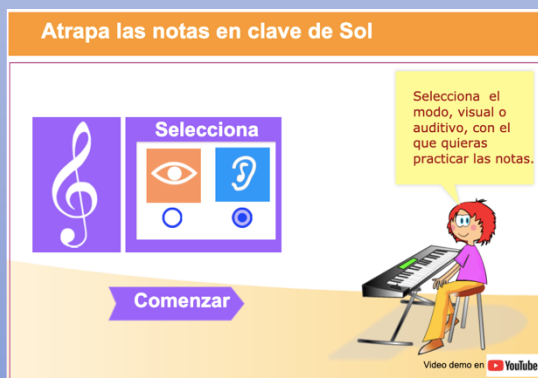 Atrapa las notas en clave de Sol
Selecciona el
modo, visual o
auditivo, con el
que quieras
practicar las notas.
Selecciona
Comenzar
Video demo en YouTube